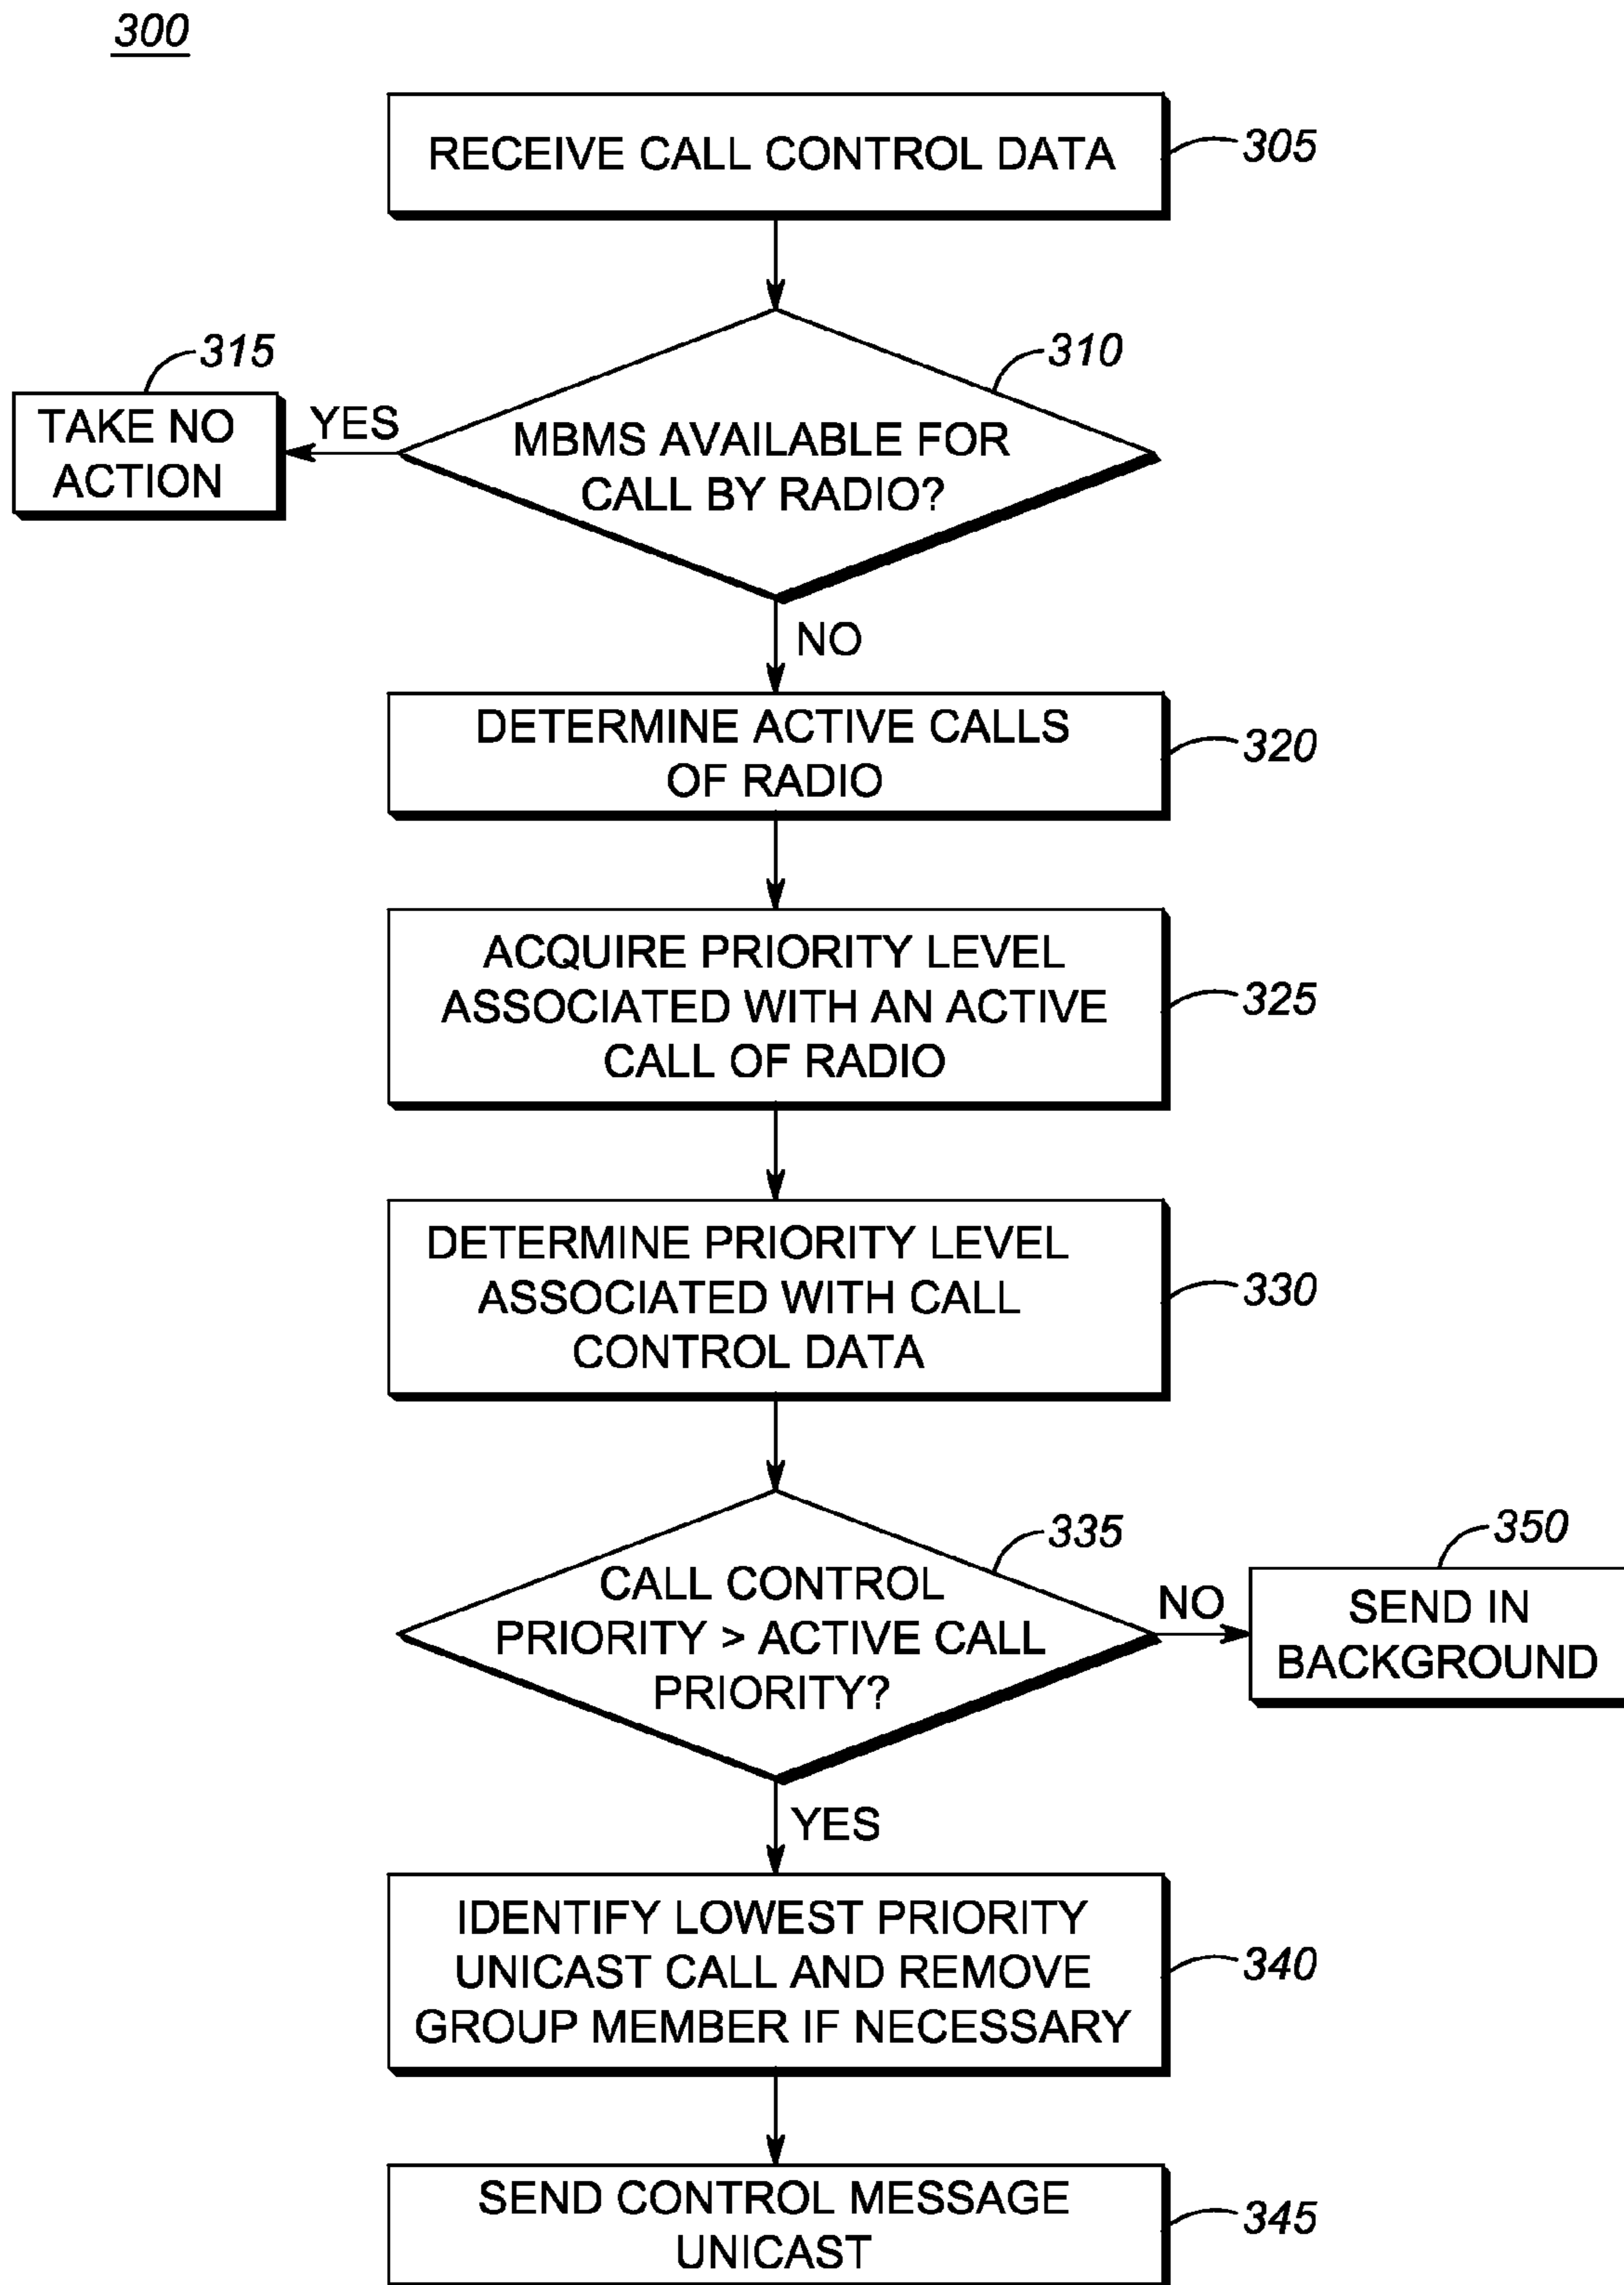 300
RECEIVE CALL CONTROL DATA
305
310
315
MBMS AVAILABLE FOR
CALL BY RADIO?
YES
TAKE NO
ACTION
NO
DETERMINE ACTIVE CALLS
OF RADIO
320
ACQUIRE PRIORITY LEVEL
ASSOCIATED WITH AN ACTIVE
CALL OF RADIO
325
DETERMINE PRIORITY LEVEL
ASSOCIATED WITH CALL
CONTROL DATA
330
335
CALL CONTROL
PRIORITY > ACTIVE CALL
PRIORITY?
NO
350
SEND IN
BACKGROUND
YES
IDENTIFY LOWEST PRIORITY
UNICAST CALL AND REMOVE
GROUP MEMBER IF NECESSARY
340
SEND CONTROL MESSAGE
UNICAST
345